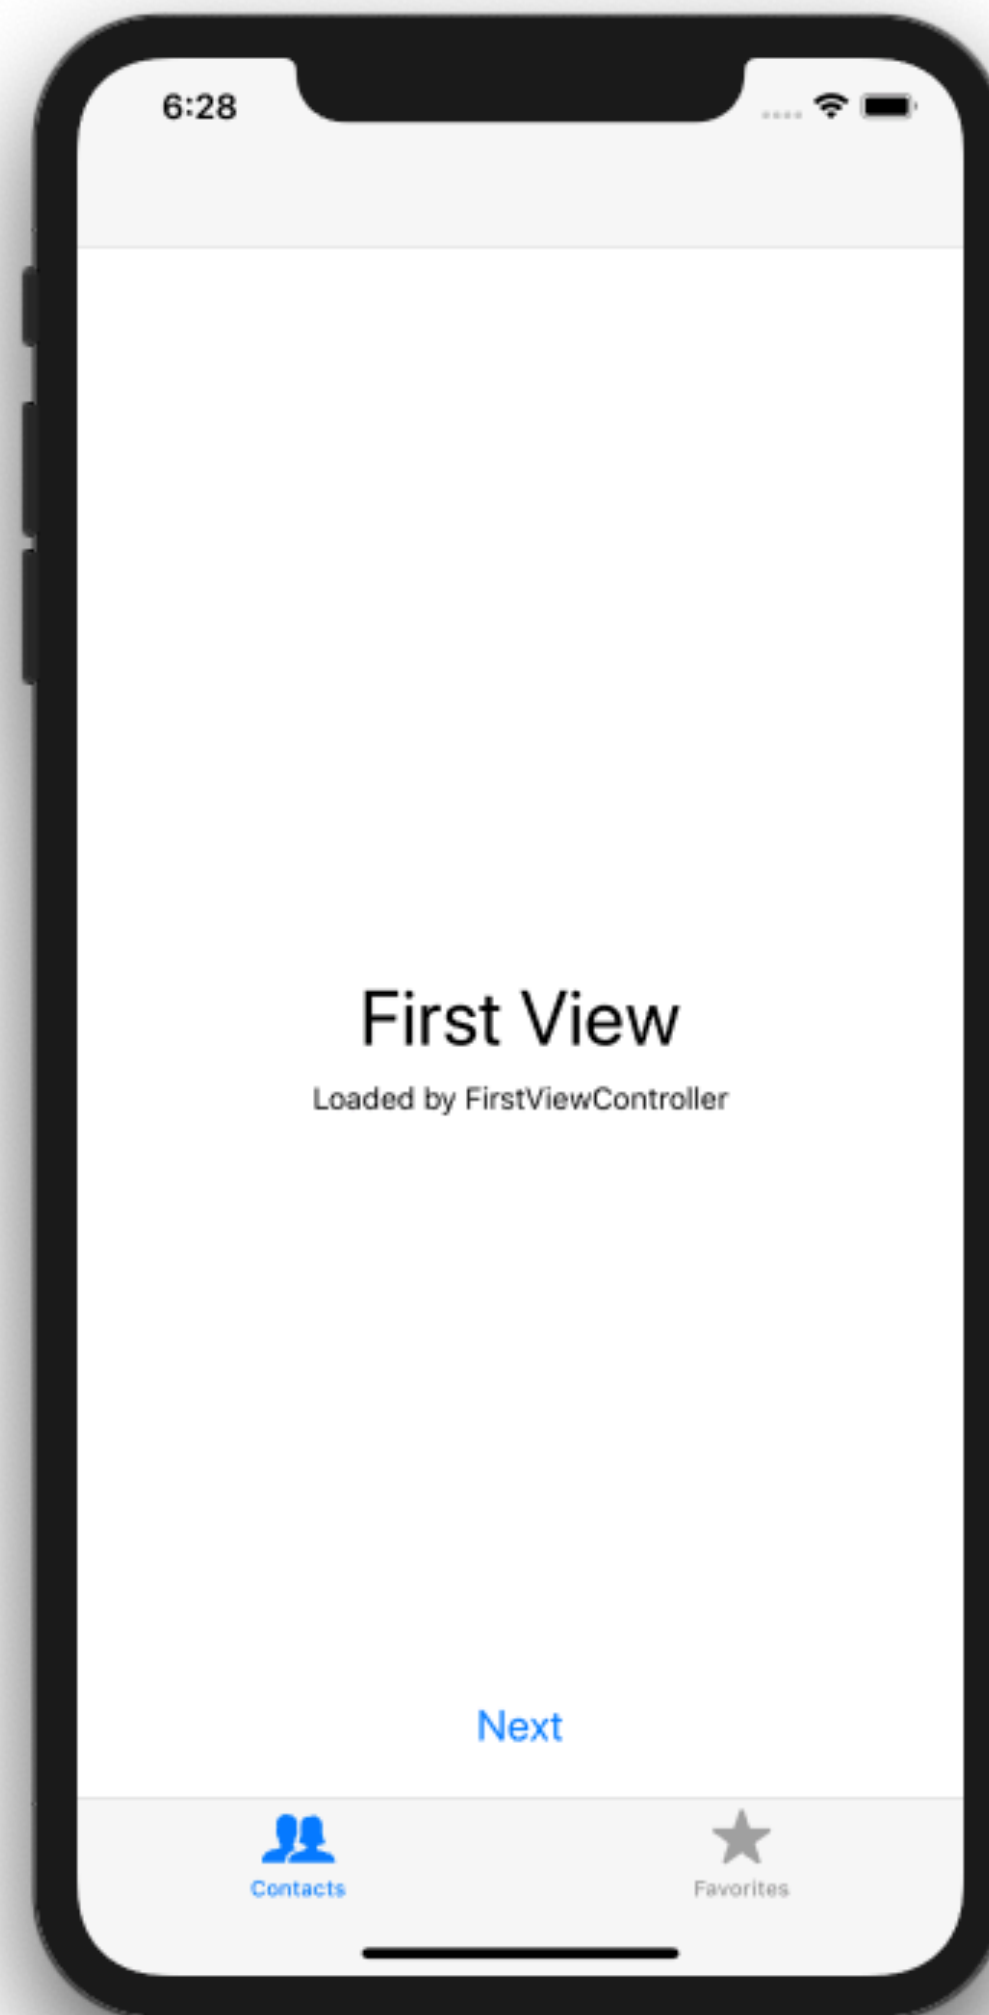 6:28
First View
Loaded by FirstViewController
Next
Contacts
Favorites